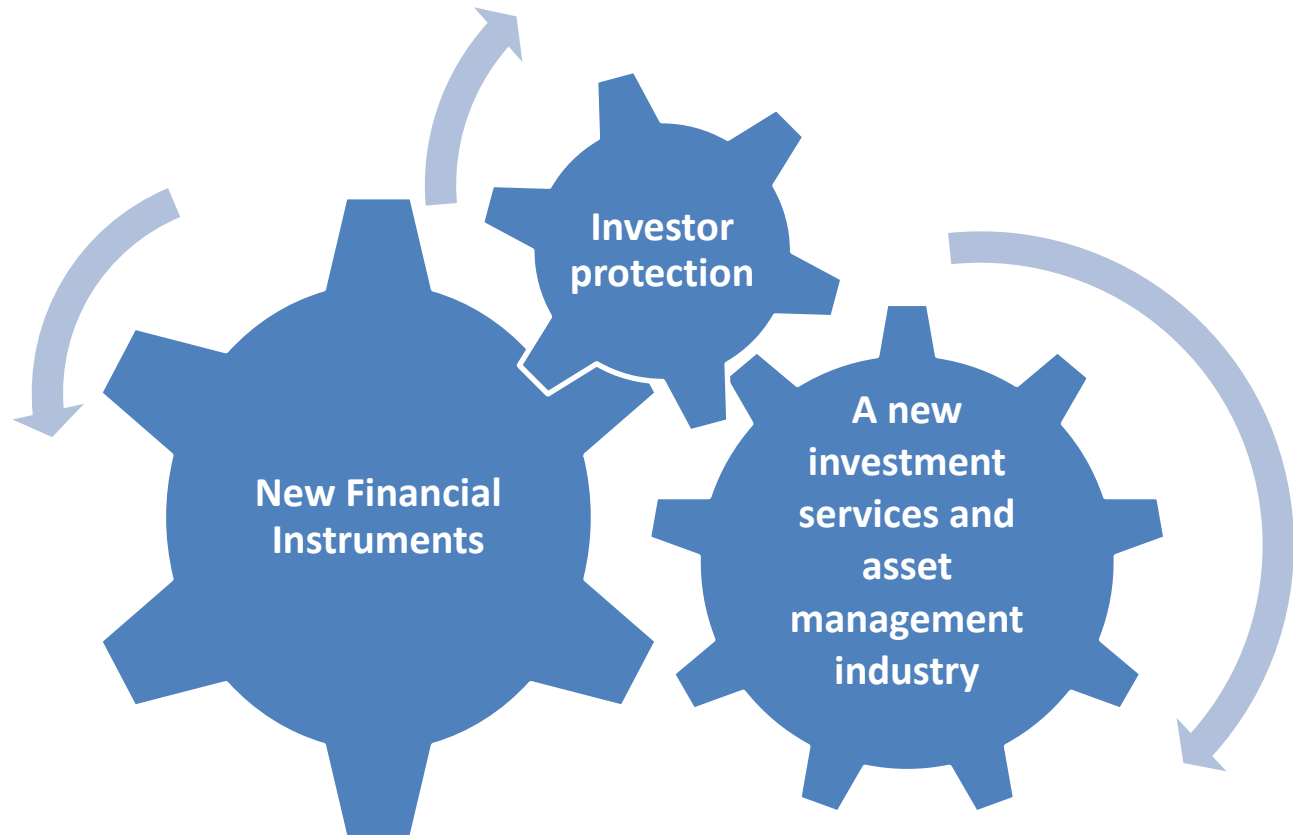 Investor
protection
New Financial
Instruments
A new
investment
services and
asset
management
industry